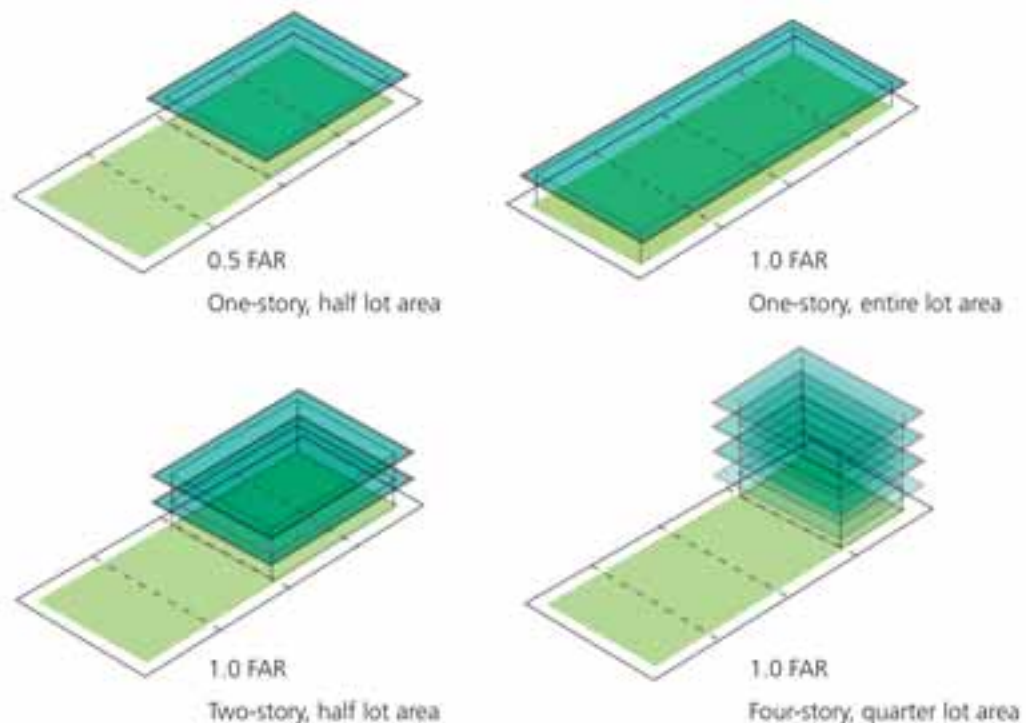 0.5 FAR
One-story, half lot area
1.0 FAR
One-story, entire lot area
1.0 FAR
Two-story, half lot area
1.0 FAR
Four-story, quarter lot area